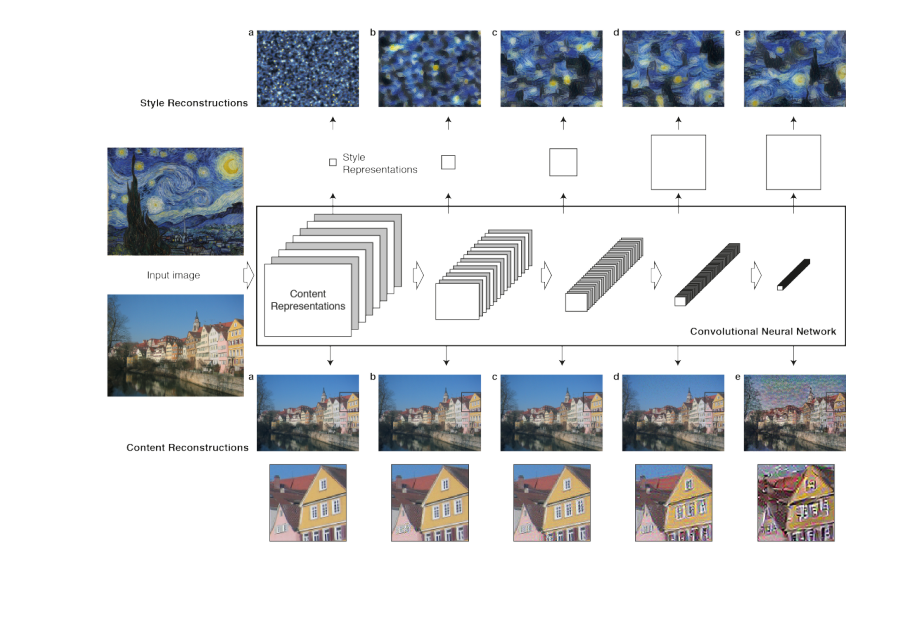 a
b
c
d
e
Style Reconstructions
Style
Representations
Input image
Content
Representations
Convolutional Neural Network
a
b
c
d
e
Content Reconstructions